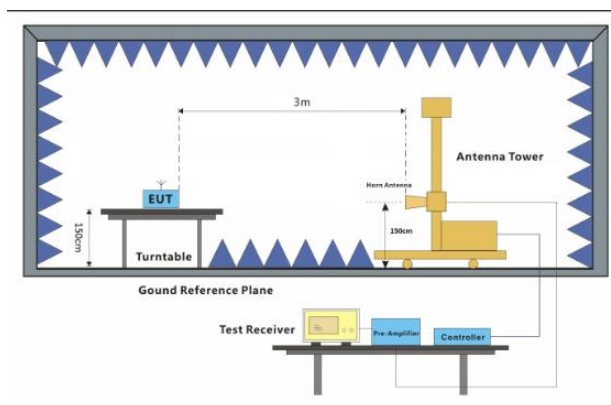 3m
Antenna Tower
Horn Antenna
EUT
150cm
150cm
Turntable
Gound Reference Plane
Test Receiver
Pre-Amplifier
Controller